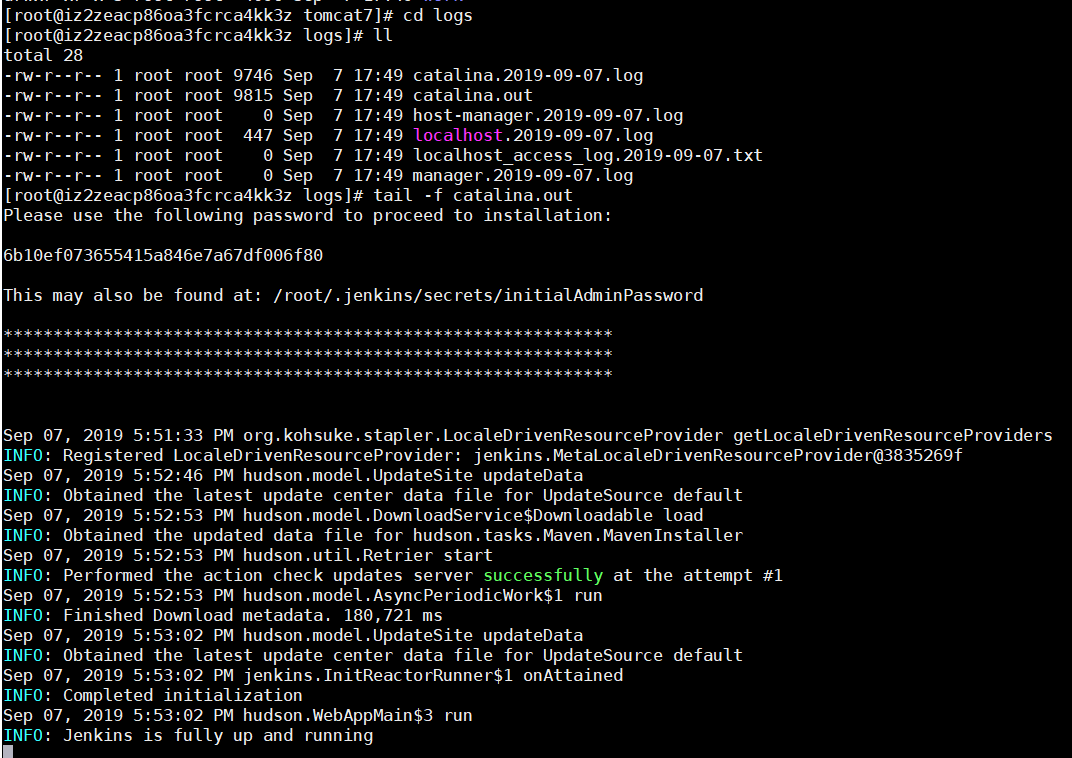 [root@iz2zeacp86oa3fcrca4kk3z tomcat7]# cd logs
[root@iz2zeacp86oa3fcrca4kk3z logs]# ll
total 28
-rw-r--r-- 1 root root 9746 Sep  7 17:49 catalina.2019-09-07.log
-rw-r--r-- 1 root root 9815 Sep  7 17:49 catalina.out
-rw-r--r-- 1 root root    0 Sep  7 17:49 host-manager.2019-09-07.log
-rw-r--r-- 1 root root  447 Sep  7 17:49 localhost.2019-09-07.log
-rw-r--r-- 1 root root    0 Sep  7 17:49 localhost_access_log.2019-09-07.txt
-rw-r--r-- 1 root root    0 Sep  7 17:49 manager.2019-09-07.log
[root@iz2zeacp86oa3fcrca4kk3z logs]# tail -f catalina.out
Please use the following password to proceed to installation:
6b10ef073655415a846e7a67df006f80
This may also be found at: /root/.jenkins/secrets/initialAdminPassword
*************************************************************
*************************************************************
*************************************************************
Sep 07, 2019 5:51:33 PM org.kohsuke.stapler.LocaleDrivenResourceProvider getLocaleDrivenResourceProviders
INFO: Registered LocaleDrivenResourceProvider: jenkins.MetaLocaleDrivenResourceProvider@3835269f
Sep 07, 2019 5:52:46 PM hudson.model.UpdateSite updateData
INFO: Obtained the latest update center data file for UpdateSource default
Sep 07, 2019 5:52:53 PM hudson.model.DownloadService$Downloadable load
INFO: Obtained the updated data file for hudson.tasks.Maven.MavenInstaller
Sep 07, 2019 5:52:53 PM hudson.util.Retrier start
INFO: Performed the action check updates server successfully at the attempt #1
Sep 07, 2019 5:52:53 PM hudson.model.AsyncPeriodicWork$1 run
INFO: Finished Download metadata. 180,721 ms
Sep 07, 2019 5:53:02 PM hudson.model.UpdateSite updateData
INFO: Obtained the latest update center data file for UpdateSource default
Sep 07, 2019 5:53:02 PM jenkins.InitReactorRunner$1 onAttained
INFO: Completed initialization
Sep 07, 2019 5:53:02 PM hudson.WebAppMain$3 run
INFO: Jenkins is fully up and running